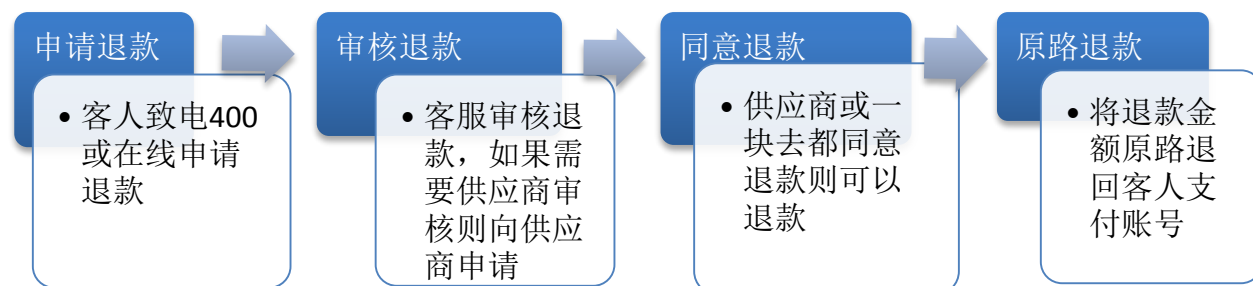 申请退款
• 客人致电400
或在线申请
退款
审核退款
• 客服审核退
款，如果需
要供应商审
核则向供应
商申请
同意退款
• 供应商或一
块去都同意
退款则可以
退款
原路退款
• 将退款金
额原路退
回客人支
付账号